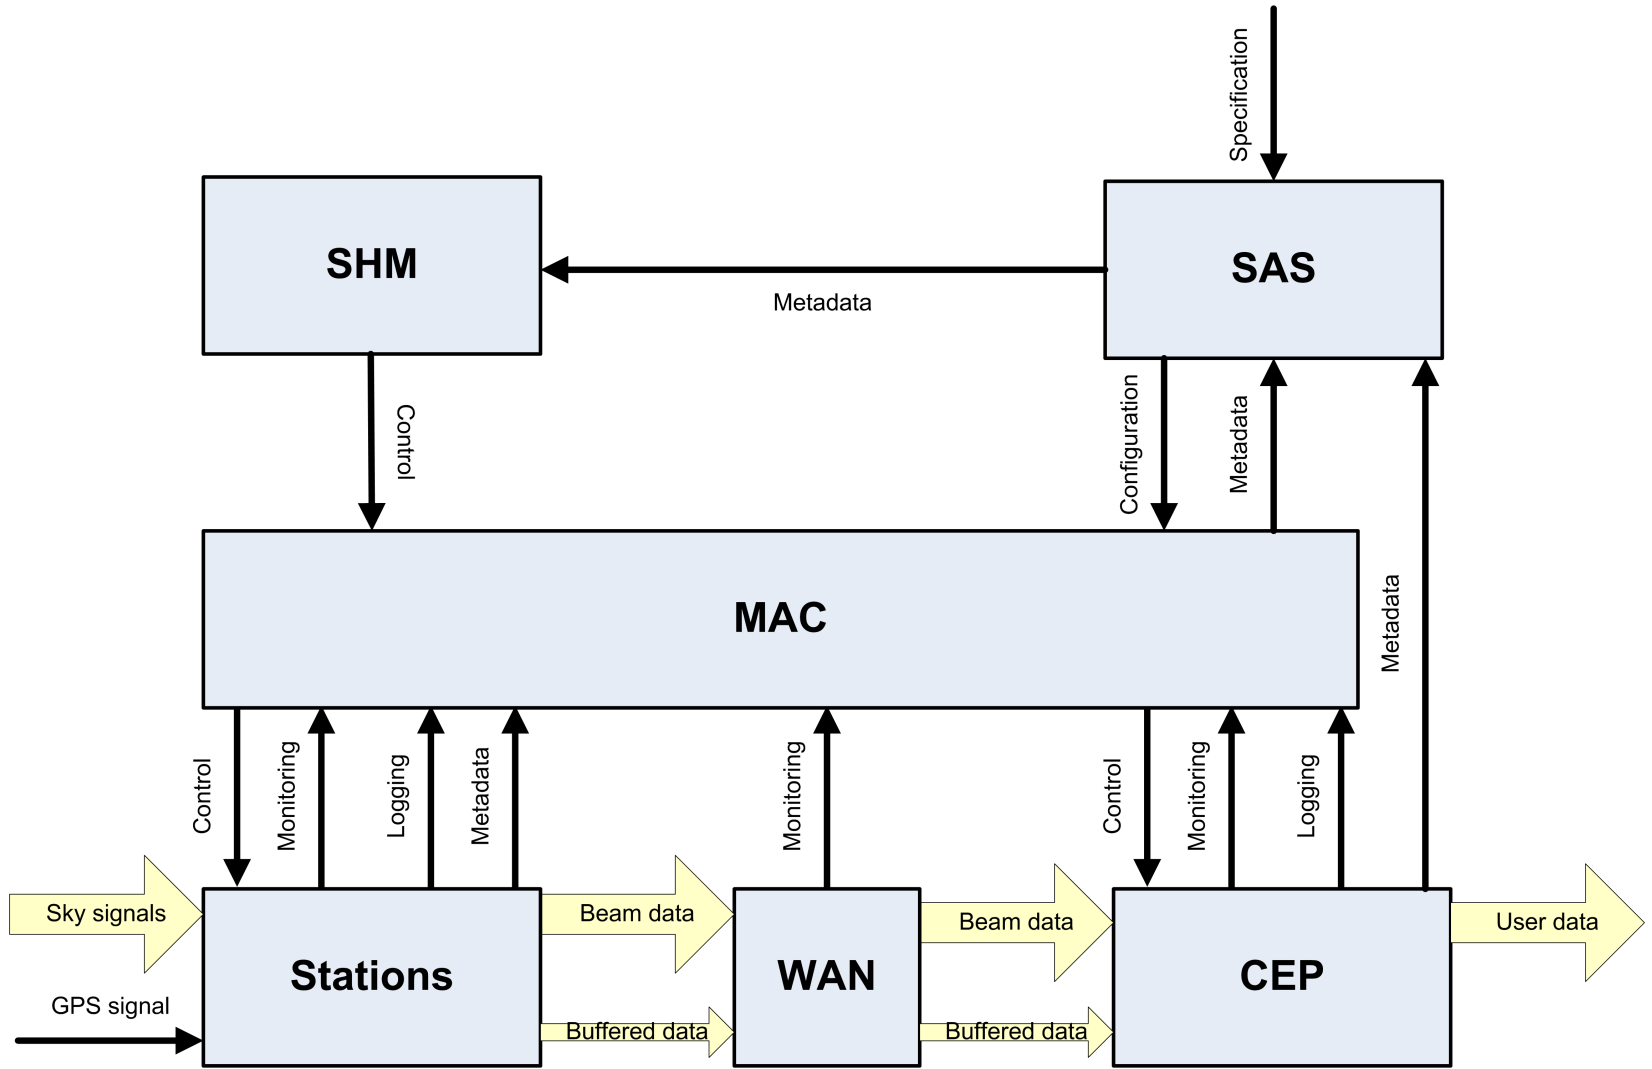 Specification
SHM
SAS
Metadata
Control
Configuration
Metadata
MAC
Metadata
Control
Monitoring
Logging
Metadata
Monitoring
Control
Monitoring
Logging
Sky signals
Beam data
Beam data
User data
Stations
WAN
CEP
GPS signal
Buffered data
Buffered data